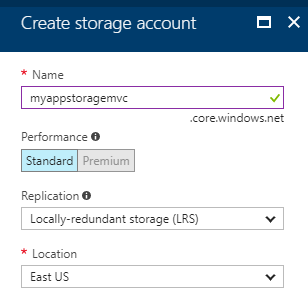 Create storage account
* Name
myappstoragemvc
.core.windows.net
Performance
Standard Premium
Replication
Locally-redundant storage (LRS)
* Location
East US